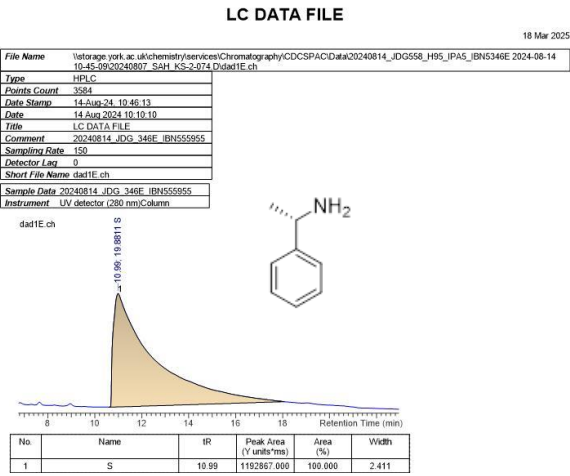 LC DATA FILE
18 Mar 2025
File Name \\storage.york.ac.uk\chemistry\services\Chromatography\CDCSPAC\Data\20240814_JDG558_H95_IPA5_IBN5346E 2024-08-14
10-45-09\20240807_SAH_KS-2-074.D\dad1E.ch
Type HPLC
Points Count 3584
Date Stamp 14-Aug-24, 10:46:13
Date 14 Aug 2024 10:10:10
Title LC DATA FILE
Comment 20240814_JDG_346E_IBN555955
Sampling Rate 150
Detector Lag 0
Short File Name dad1E.ch
Sample Data 20240814_JDG_346E_IBN555955
Instrument UV detector (280 nm)Column
dad1E.ch
10.99; 19.8811 S
NH2
8 10 12 14 16 18 Retention Time (min)
No. Name tR Peak Area (Y units*ms) Area (%) Width
1 S 10.99 1192867.000 100.000 2.411